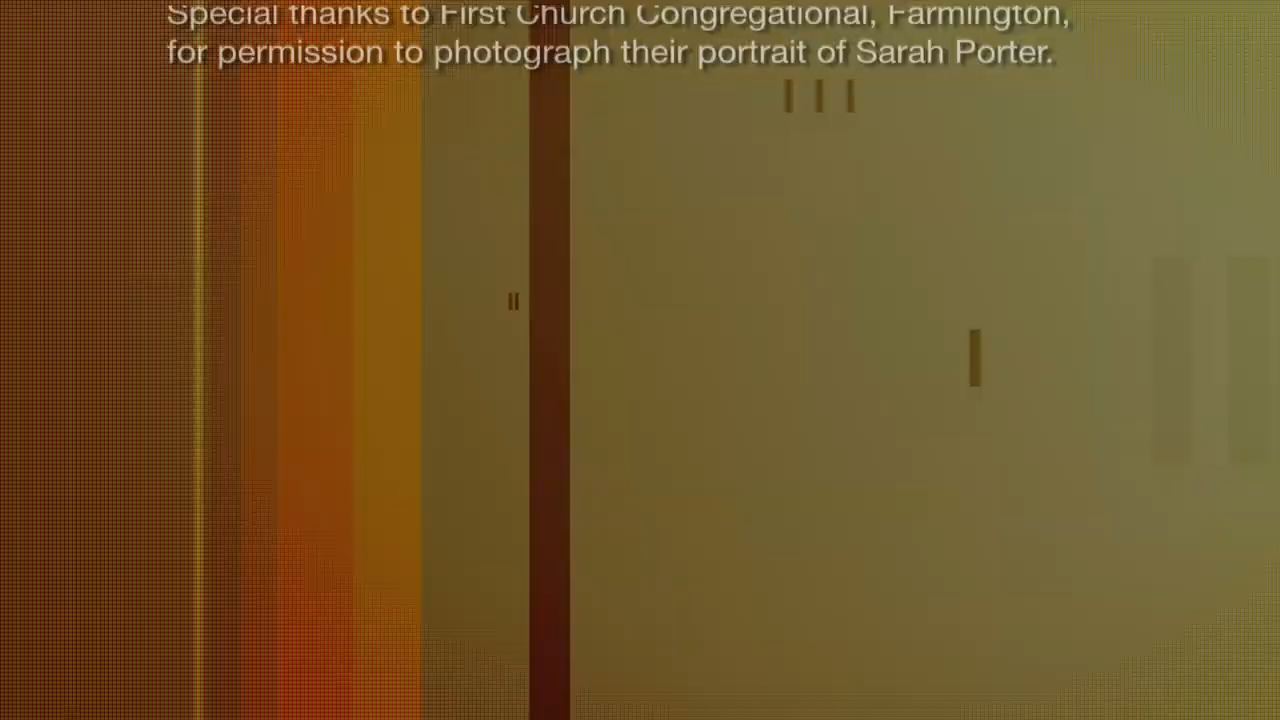 Special thanks to First Church Congregational, Farmington,
for permission to photograph their portrait of Sarah Porter.